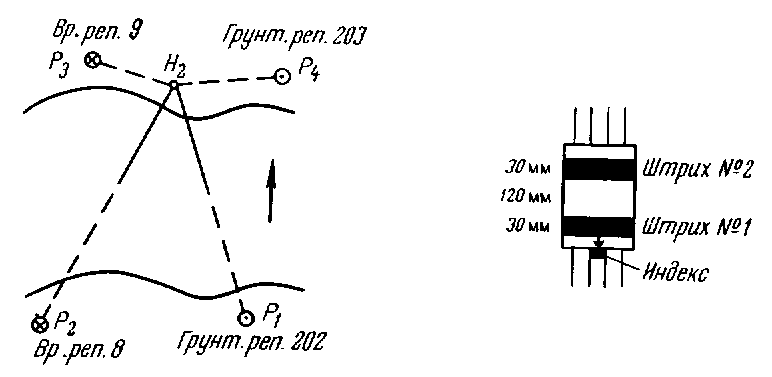 Вр. реп. 9
Грунт. реп. 203
P₃
H₂
P₄
P₂
P₁
Вр. реп. 8
Грунт. реп. 202
30 мм
Штрих №2
120 мм
30 мм
Штрих №1
Индекс